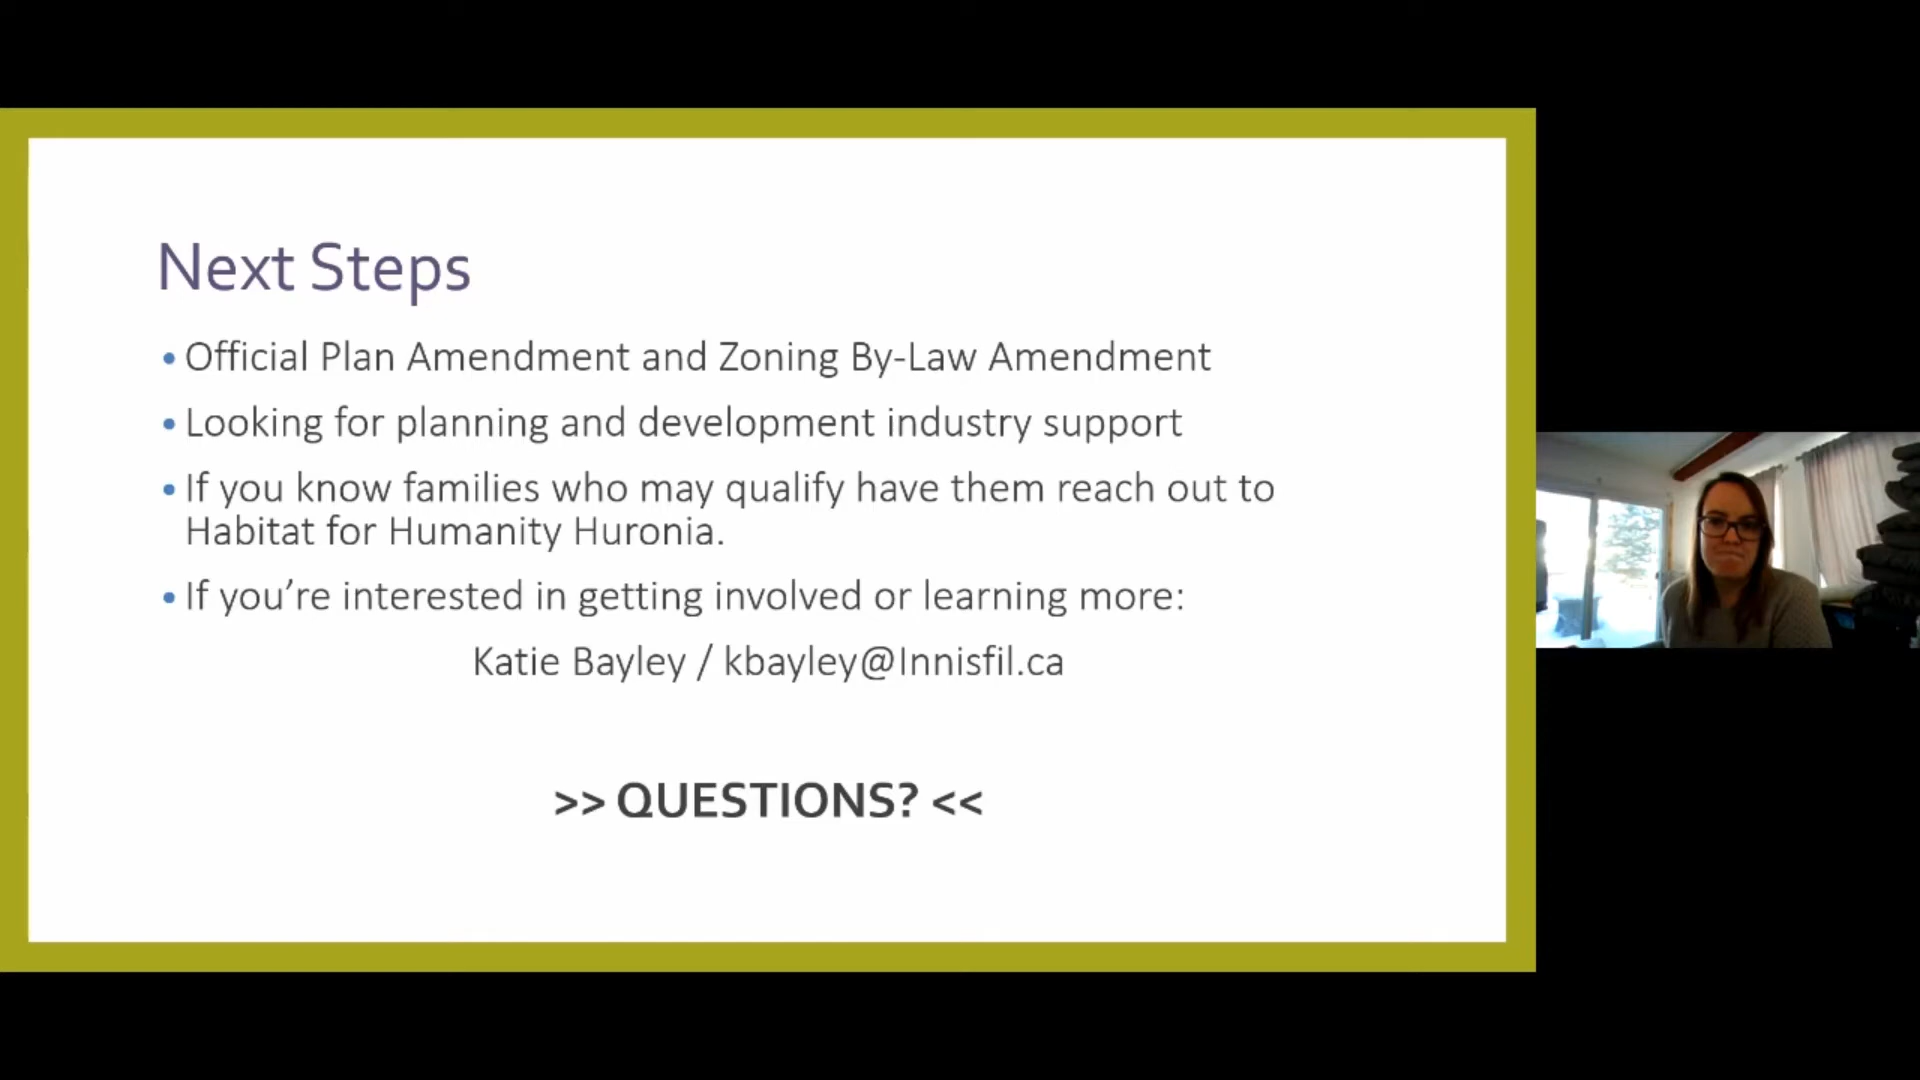 Next Steps
• Official Plan Amendment and Zoning By-Law Amendment
• Looking for planning and development industry support
• If you know families who may qualify have them reach out to
Habitat for Humanity Huronia.
• If you’re interested in getting involved or learning more:
Katie Bayley / kbayley@Innisfil.ca
>> QUESTIONS? <<